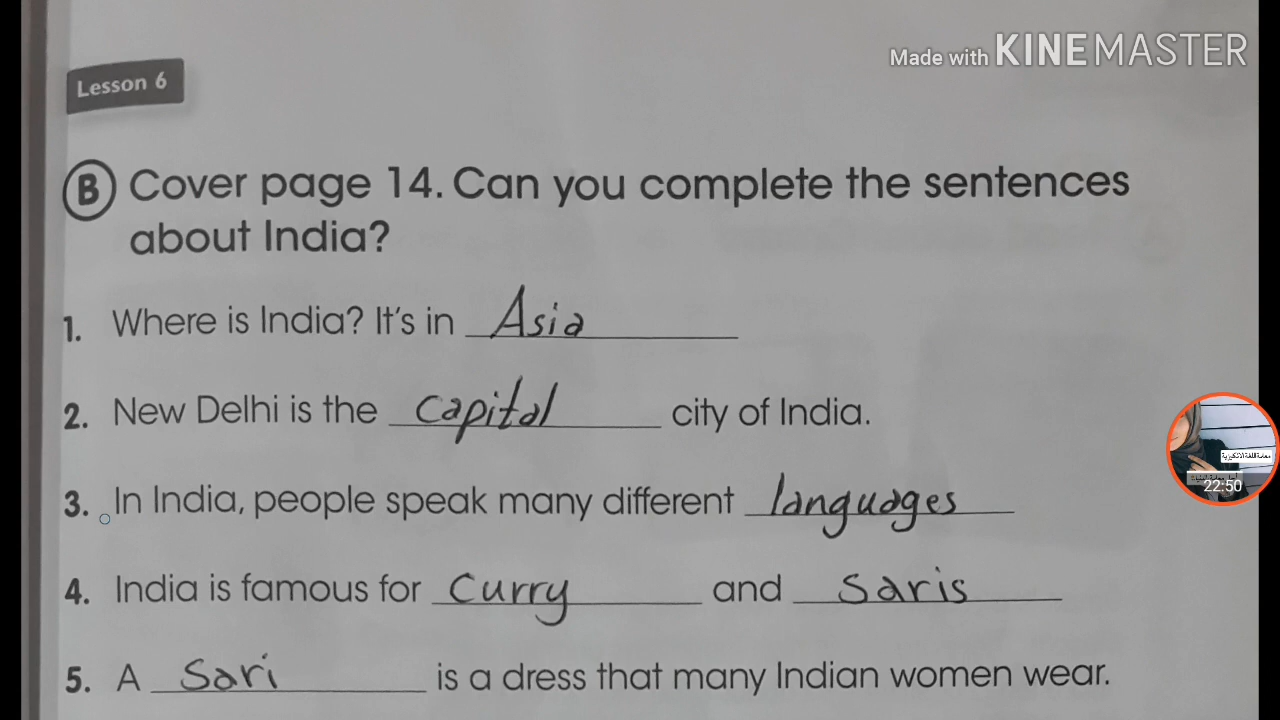 Made with KINEMASTER
Lesson 6
B Cover page 14. Can you complete the sentences
about India?
1. Where is India? It's in Asia
2. New Delhi is the capital city of India.
3. In India, people speak many different languages
4. India is famous for Curry and Saris
5. A Sari is a dress that many Indian women wear.
معلمة اللغة الانكليزية
22:50